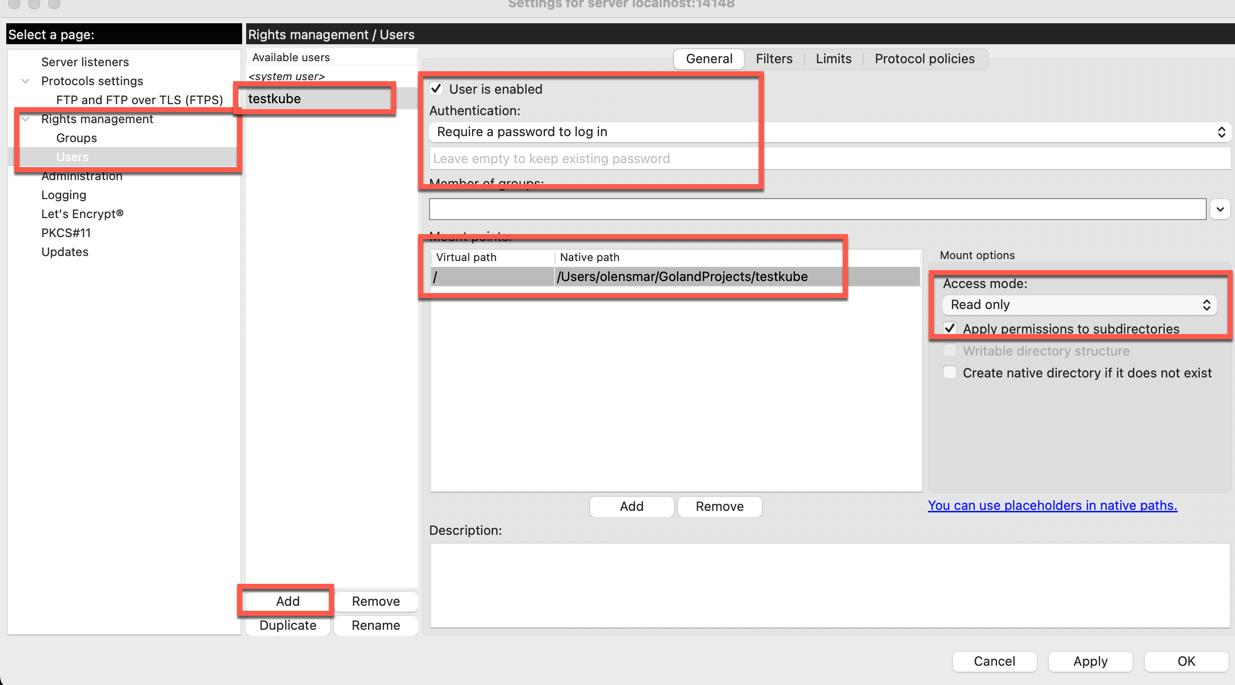 Settings for server localhost:14148
Select a page:
Server listeners
Protocols settings
FTP and FTP over TLS (FTPS)
Rights management
Groups
Users
Administration
Logging
Let's Encrypt®
PKCS#11
Updates
Rights management / Users
Available users
<system user>
testkube
Add
Remove
Duplicate
Rename
General
Filters
Limits
Protocol policies
User is enabled
Authentication:
Require a password to log in
Leave empty to keep existing password
Member of groups:
Mount points:
Virtual path
Native path
/
/Users/olensmar/GolandProjects/testkube
Add
Remove
Mount options
Access mode:
Read only
Apply permissions to subdirectories
Writable directory structure
Create native directory if it does not exist
You can use placeholders in native paths.
Description:
Cancel
Apply
OK